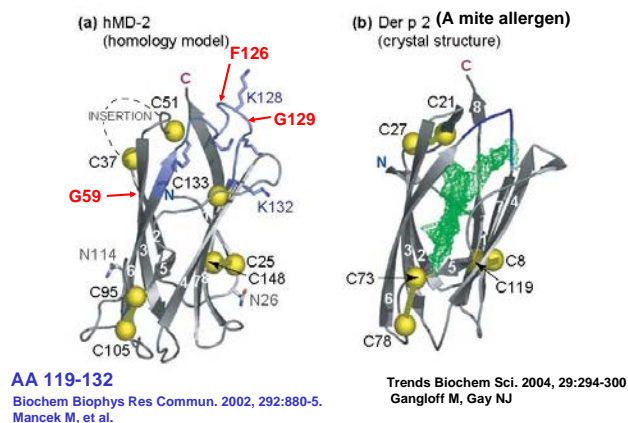 (a) hMD-2
(homology model)
F126
C
C51
K128
INSERTION
G129
C37
C133
N
K132
G59
1
2
3
N114
5
C25
6
4
7
8
C148
C95
N26
C105
AA 119-132
Biochem Biophys Res Commun. 2002, 292:880-5.
Mancek M, et al.
(b) Der p 2 (A mite allergen)
(crystal structure)
C
C21
8
C27
N
4
7
1
3
2
C73
5
C8
6
C119
C78
Trends Biochem Sci. 2004, 29:294-300
Gangloff M, Gay NJ